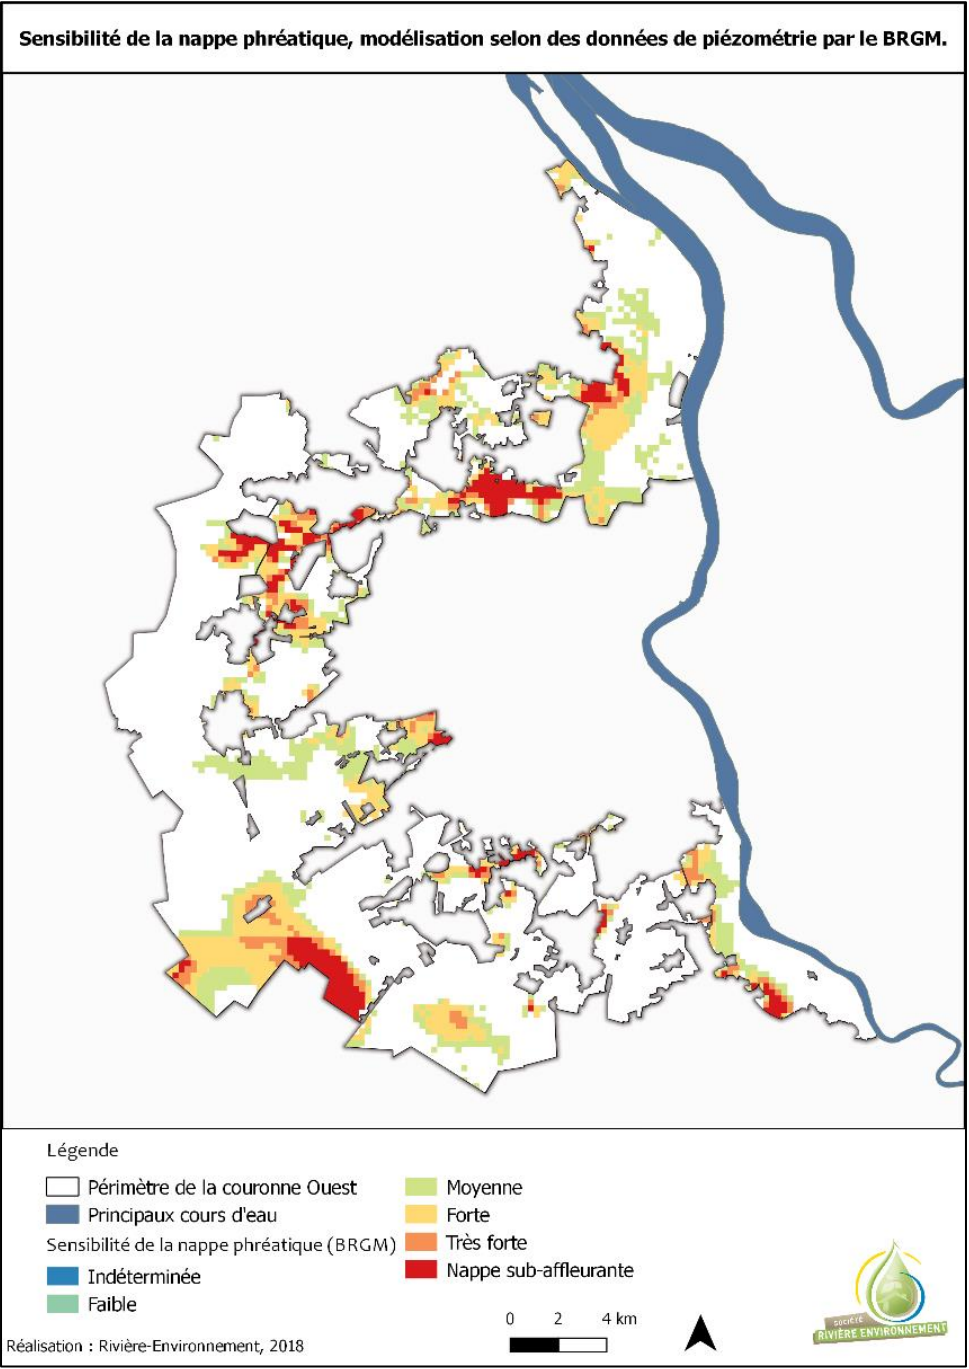 Sensibilité de la nappe phréatique, modélisation selon des données de piézométrie par le BRGM.
Légende
Périmètre de la couronne Ouest
Principaux cours d'eau
Sensibilité de la nappe phréatique (BRGM)
Indéterminée
Faible
Moyenne
Forte
Très forte
Nappe sub-affleurante
0 2 4 km
SOCIÉTÉ
RIVIÈRE ENVIRONNEMENT
Réalisation : Rivière-Environnement, 2018